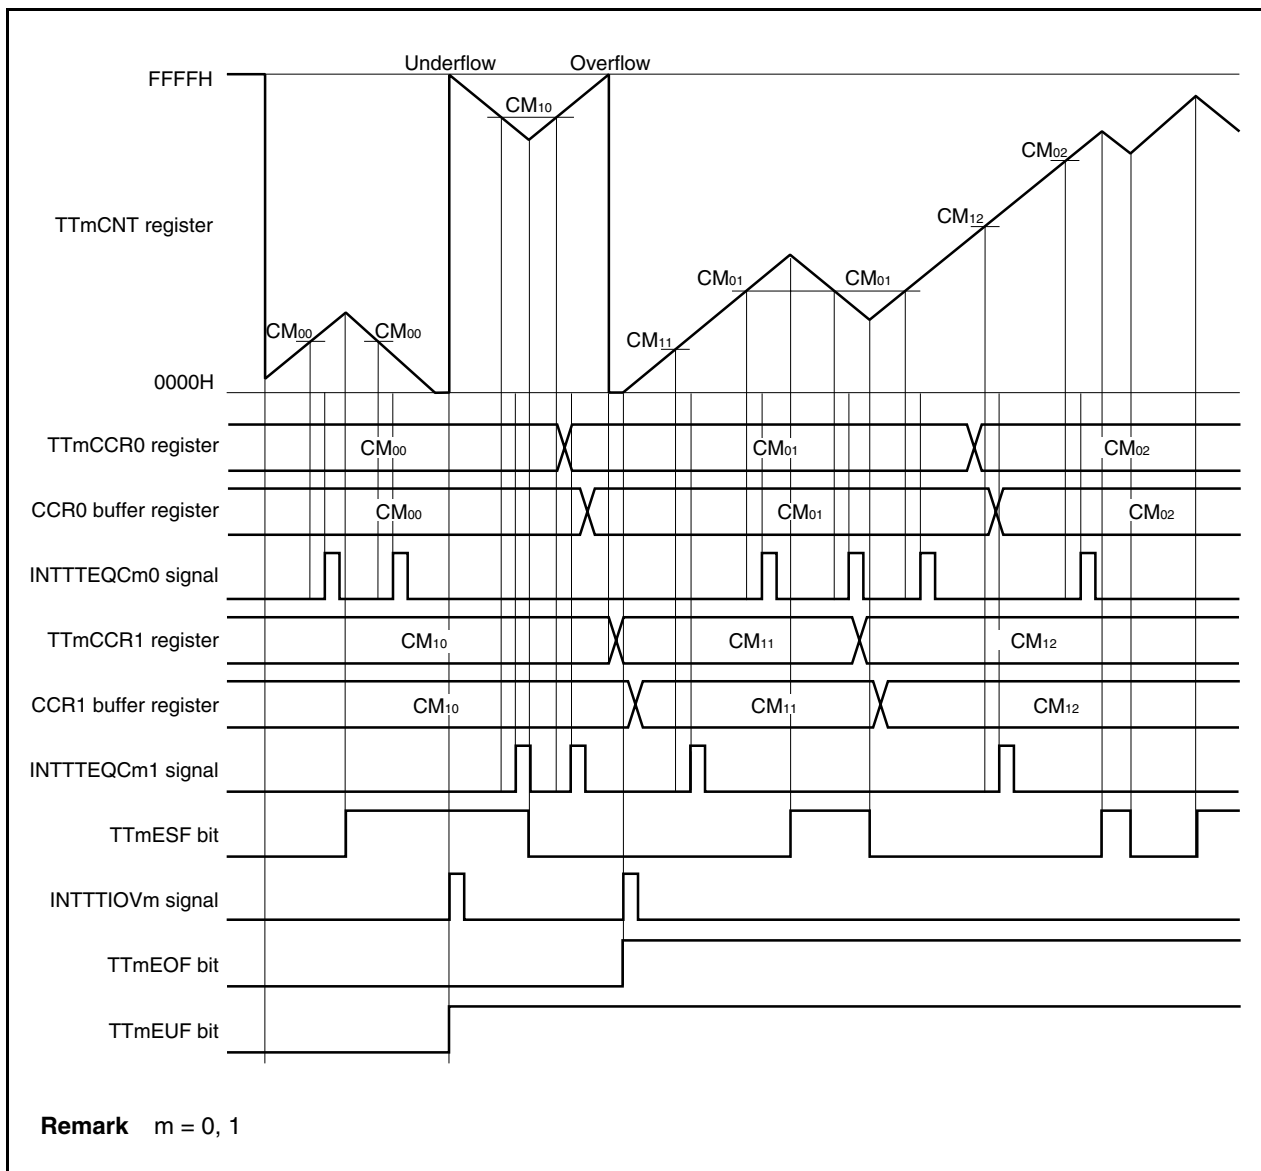 Underflow Overflow
FFFFH
CM10
CM02
TTmCNT register
CM12
CM01 CM01
CM00 CM00
CM11
0000H
TTmCCR0 register CM00 CM01 CM02
CCR0 buffer register CM00 CM01 CM02
INTTTEQCm0 signal
TTmCCR1 register CM10 CM11 CM12
CCR1 buffer register CM10 CM11 CM12
INTTTEQCm1 signal
TTmESF bit
INTTTIOVm signal
TTmEOF bit
TTmEUF bit
Remark m = 0, 1